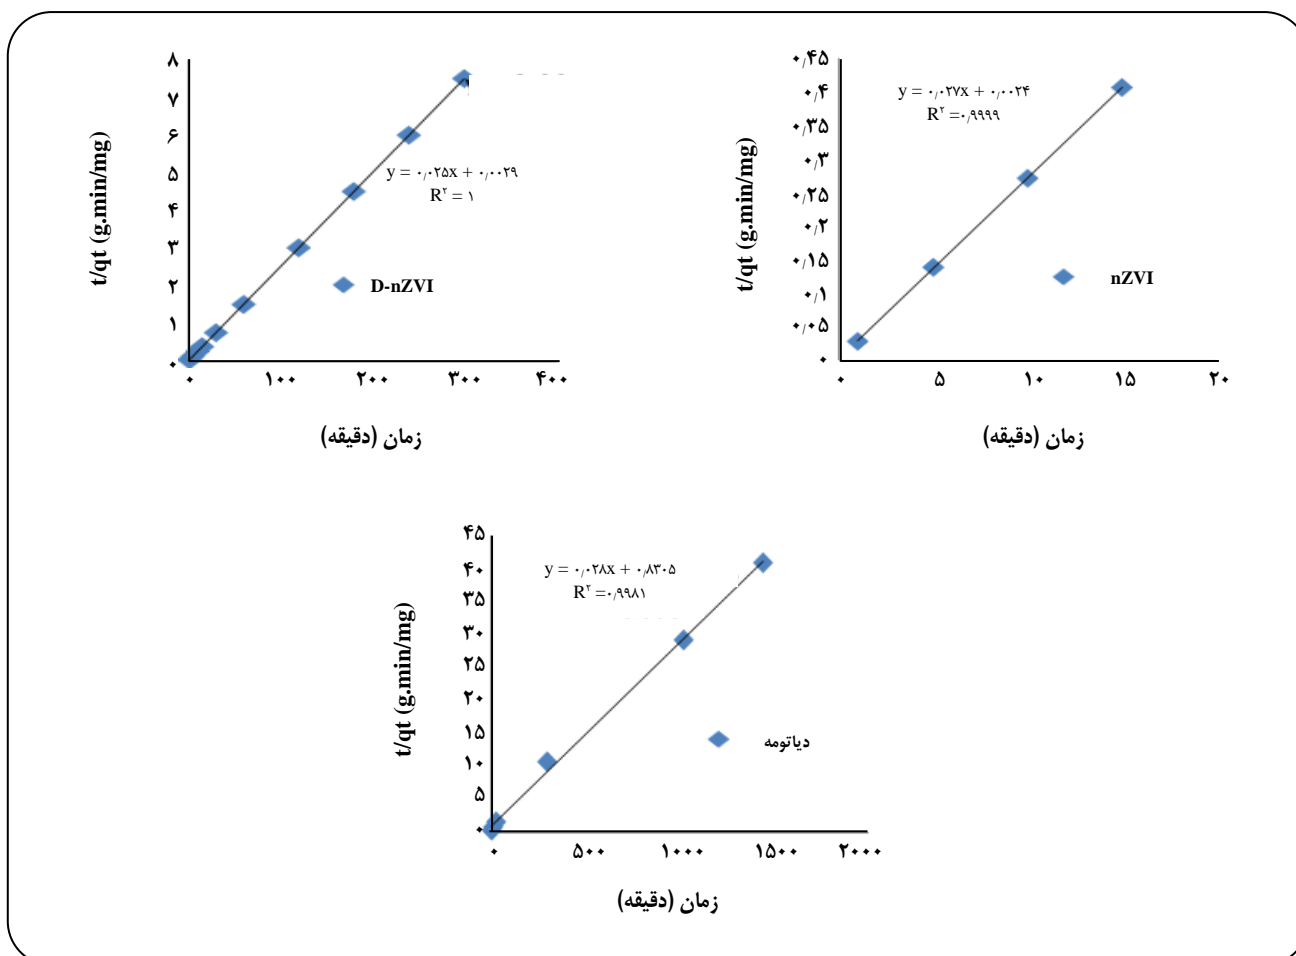 ۸
۷
۶
۵
۴
۳
۲
۱
۰
t/qt (g.min/mg)
y = ۰٫۰۲۵x + ۰٫۰۰۲۹
R۲ = ۱
D-nZVI
۰ ۱۰۰ ۲۰۰ ۳۰۰ ۴۰۰
زمان (دقیقه)
۰٫۴۵
۰٫۴
۰٫۳۵
۰٫۳
۰٫۲۵
۰٫۲
۰٫۱۵
۰٫۱
۰٫۰۵
۰
t/qt (g.min/mg)
y = ۰٫۰۲۷x + ۰٫۰۰۲۴
R۲ =۰٫۹۹۹۹
nZVI
۰ ۵ ۱۰ ۱۵ ۲۰
زمان (دقیقه)
۴۵
۴۰
۳۵
۳۰
۲۵
۲۰
۱۵
۱۰
۵
۰
t/qt (g.min/mg)
y = ۰٫۰۲۸x + ۰٫۸۳۰۵
R۲ =۰٫۹۹۸۱
دیاتومه
۰ ۵۰۰ ۱۰۰۰ ۱۵۰۰ ۲۰۰۰
زمان (دقیقه)